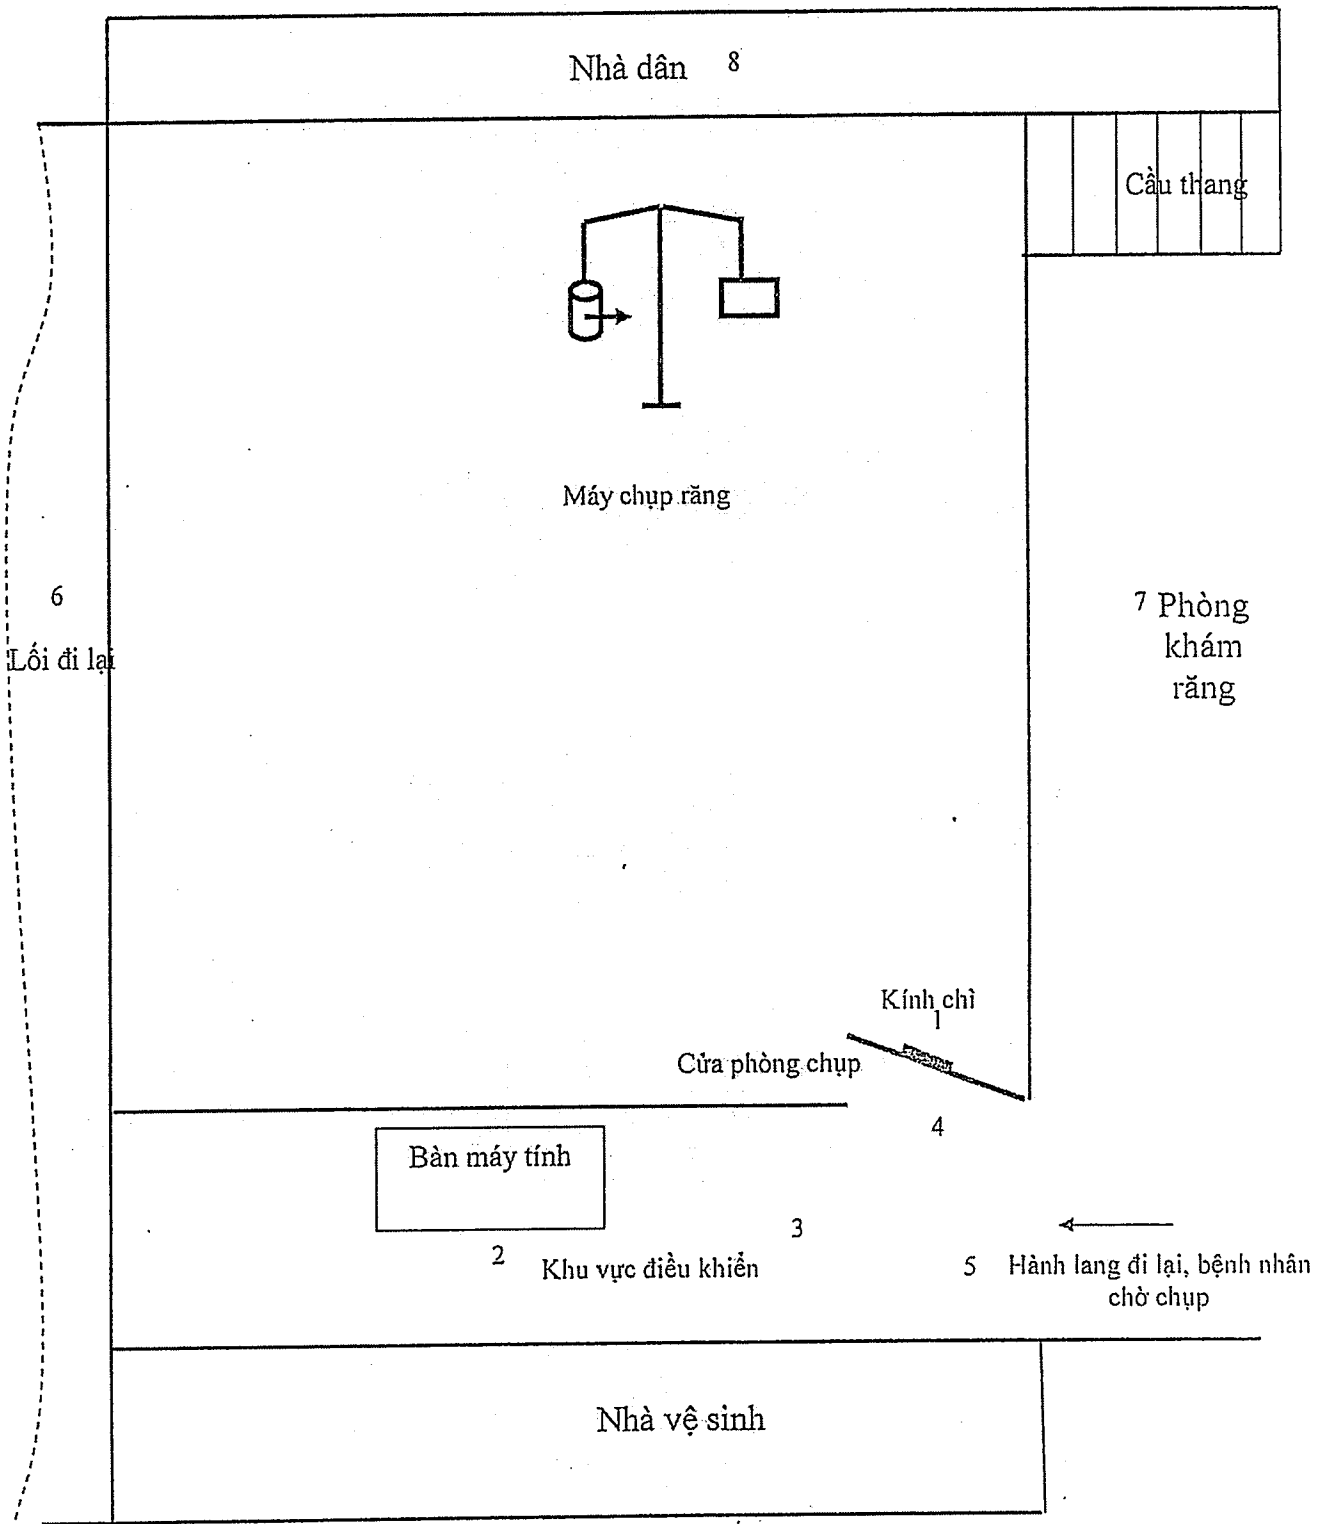 Nhà dân 8
Cầu thang
Máy chụp răng
6
Lối đi lại
7 Phòng
khám
răng
Kính chì
1
Cửa phòng chụp
4
Bàn máy tính
3
2
Khu vực điều khiển
5 Hành lang đi lại, bệnh nhân
chờ chụp
Nhà vệ sinh